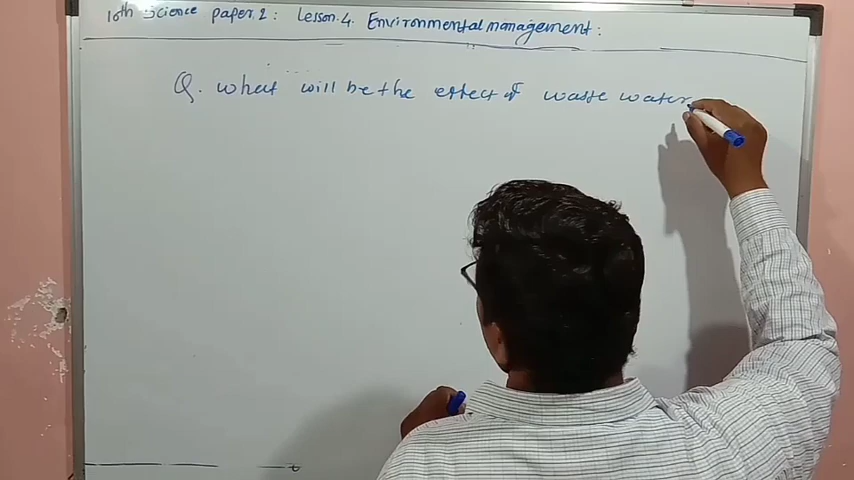 10th Science paper 2: Lesson.4. Environmental management:
Q. what will be the effect of waste water